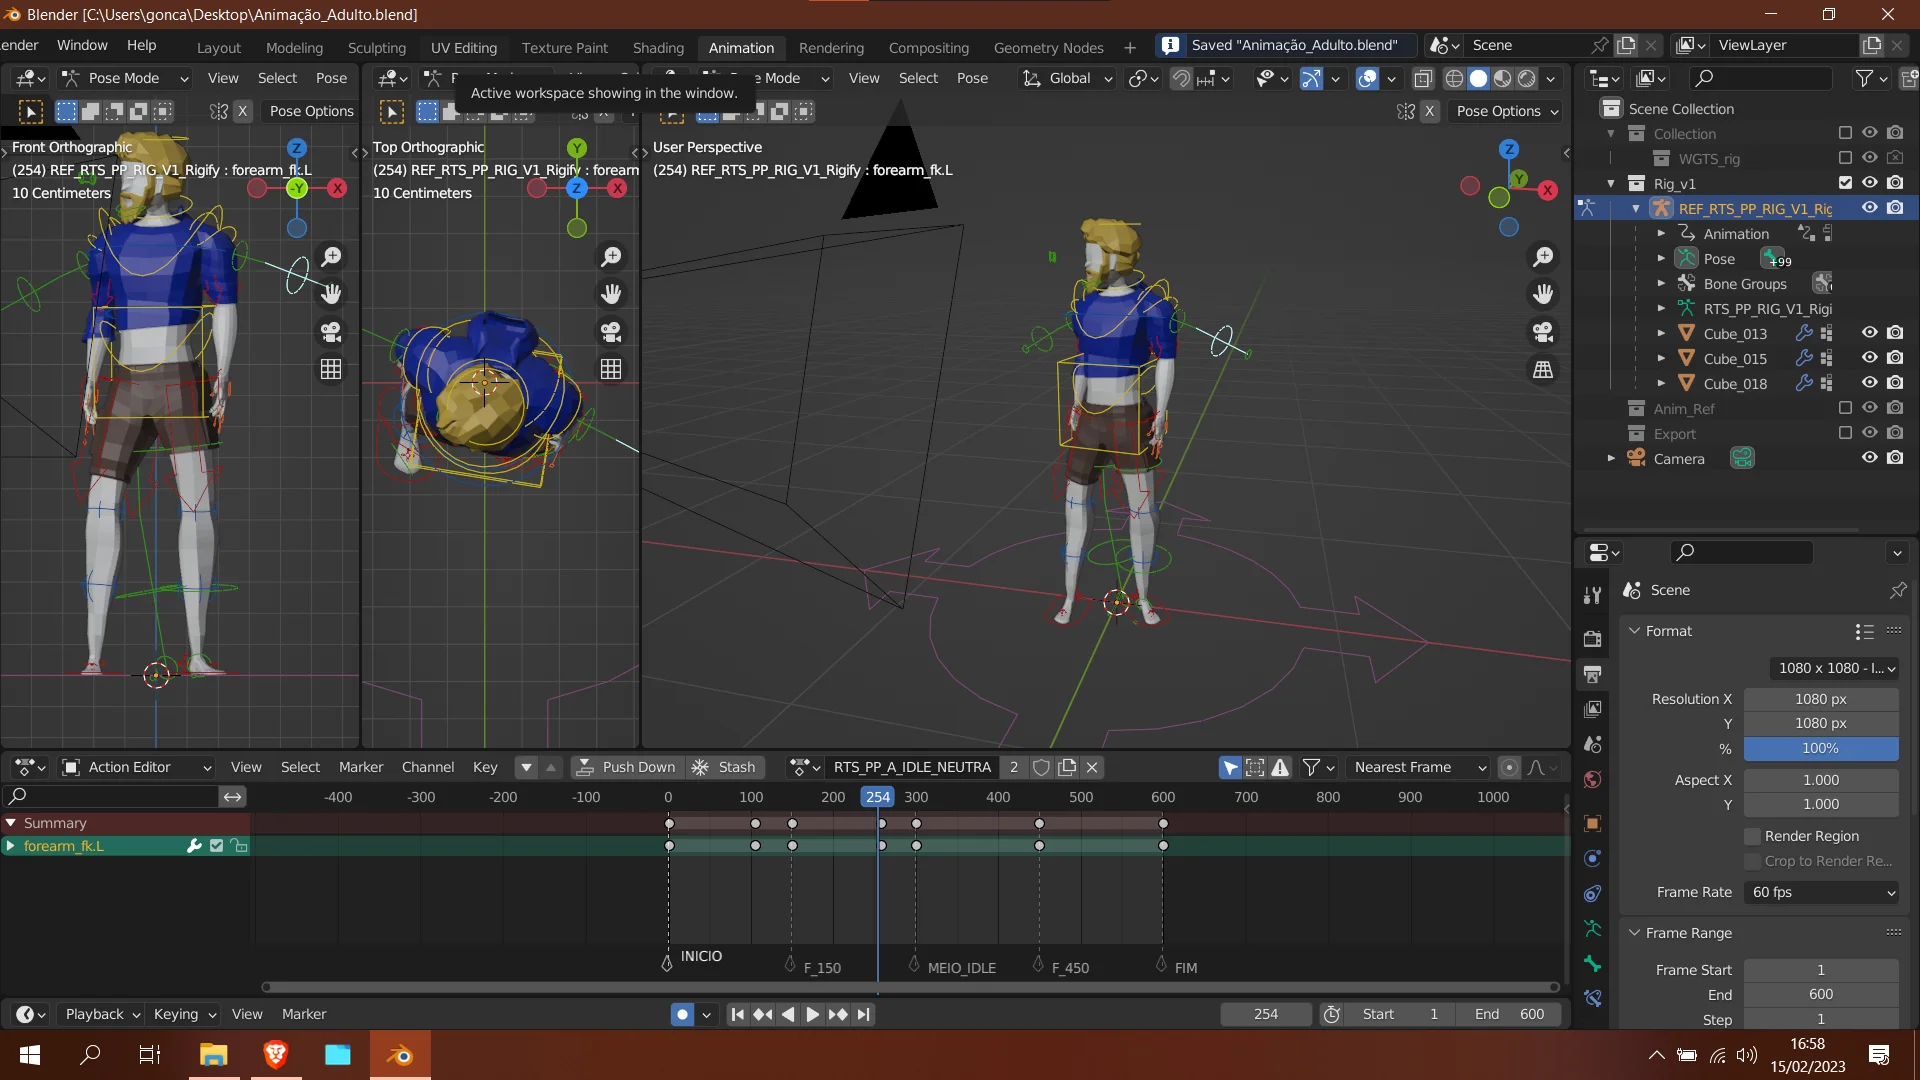 Blender [C:\Users\gonca\Desktop\Animação_Adulto.blend]
ender Window Help
Layout Modeling Sculpting UV Editing Texture Paint Shading Animation Rendering Compositing Geometry Nodes
Saved "Animação_Adulto.blend"
Scene
ViewLayer
Pose Mode View Select Pose
Mode View Select Pose Global
Active workspace showing in the window.
X Pose Options
X Pose Options
Front Orthographic
(254) REF_RTS_PP_RIG_V1_Rigify : forearm_fk.L
10 Centimeters
Z
-Y
X
Top Orthographic
(254) REF_RTS_PP_RIG_V1_Rigify : forearm
10 Centimeters
Y
Z
X
User Perspective
(254) REF_RTS_PP_RIG_V1_Rigify : forearm_fk.L
Z
Y
X
Scene Collection
Collection
WGTS_rig
Rig_v1
REF_RTS_PP_RIG_V1_Rig
Animation
Pose +99
Bone Groups
RTS_PP_RIG_V1_Rigi
Cube_013
Cube_015
Cube_018
Anim_Ref
Export
Camera
Scene
Format
1080 x 1080 - I...
Resolution X 1080 px
Y 1080 px
% 100%
Aspect X 1.000
Y 1.000
Render Region
Crop to Render Re...
Frame Rate 60 fps
Frame Range
Frame Start 1
End 600
Step 1
Action Editor View Select Marker Channel Key Push Down Stash RTS_PP_A_IDLE_NEUTRA 2 Nearest Frame
-400 -300 -200 -100 0 100 200 254 300 400 500 600 700 800 900 1000
Summary
forearm_fk.L
INICIO F_150 MEIO_IDLE F_450 FIM
Playback Keying View Marker 254 Start 1 End 600
16:58
15/02/2023